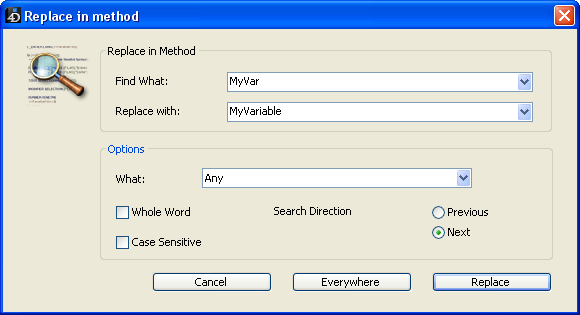 4D Replace in method
Replace in Method
Find What: MyVar
Replace with: MyVariable
Options
What: Any
Whole Word Search Direction Previous
Next
Case Sensitive
Cancel Everywhere Replace